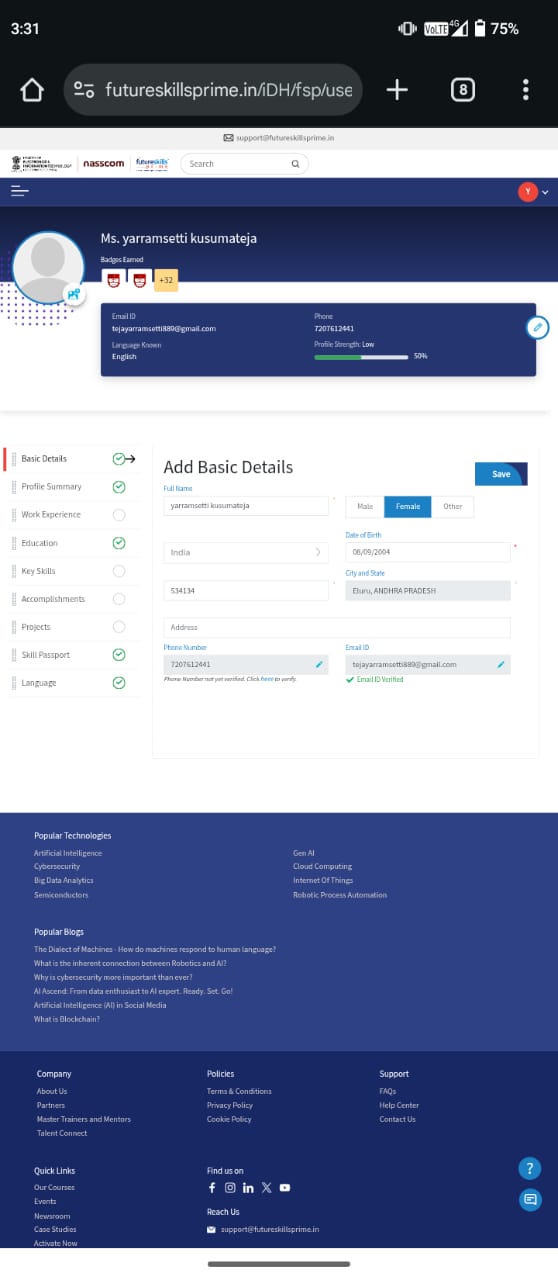 3:31
VoLTE 4G 75%
futureskillsprime.in/iDH/fsp/use
8
support@futureskillsprime.in
nasscom
futureskills
Search
Y
Ms. yarramsetti kusumateja
Badges Earned
+32
Email ID
Phone
tejayarramsetti889@gmail.com
7207612441
Language Known
Profile Strength: Low
English
50%
Basic Details
Profile Summary
Work Experience
Education
Key Skills
Accomplishments
Projects
Skill Passport
Language
Add Basic Details
Save
Full Name
yarramsetti kusumateja
Male Female Other
Date of Birth
India
08/09/2004
City and State
534134
Eluru, ANDHRA PRADESH
Address
Phone Number
Email ID
7207612441
tejayarramsetti889@gmail.com
Phone Number not yet verified. Click here to verify.
Email ID Verified
Popular Technologies
Artificial Intelligence
Gen AI
Cybersecurity
Cloud Computing
Big Data Analytics
Internet Of Things
Semiconductors
Robotic Process Automation
Popular Blogs
The Dialect of Machines - How do machines respond to human language?
What is the inherent connection between Robotics and AI?
Why is cybersecurity more important than ever?
AI Ascend: From data enthusiast to AI expert. Ready. Set. Go!
Artificial Intelligence (AI) in Social Media
What is Blockchain?
Company
Policies
Support
About Us
Terms & Conditions
FAQs
Partners
Privacy Policy
Help Center
Master Trainers and Mentors
Cookie Policy
Contact Us
Talent Connect
Quick Links
Find us on
?
Our Courses
Events
Newsroom
Reach Us
Case Studies
support@futureskillsprime.in
Activate Now